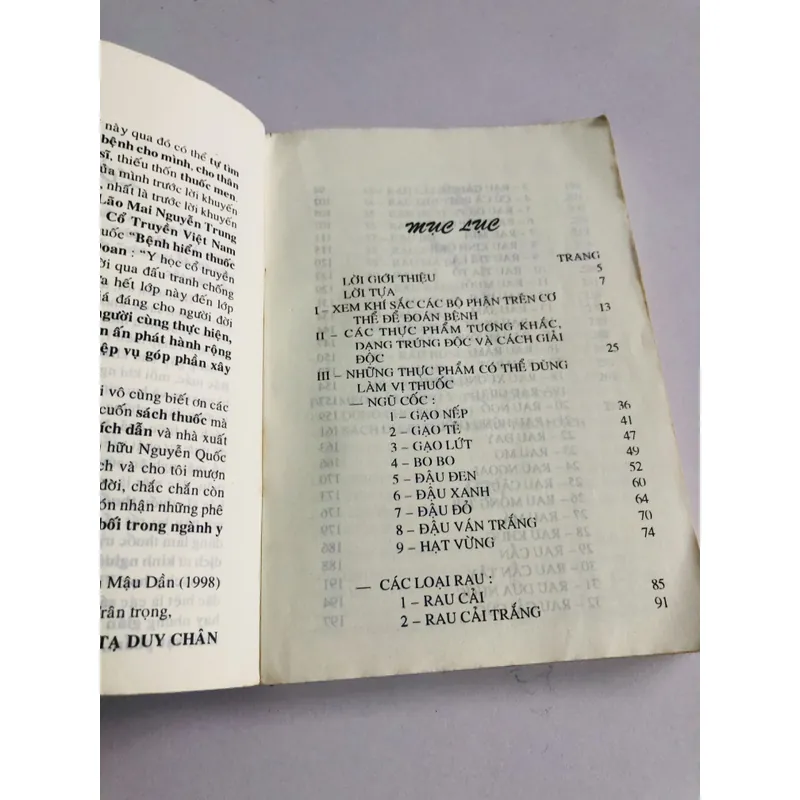 này qua đó có thể tự tìm
bệnh cho mình, cho thân
sĩ, thiếu thốn thuốc men.
của mình trước lời khuyến
, nhất là trước lời khuyến
Lão Mai Nguyễn Trung
Cổ Truyền Việt Nam
uốc "Bệnh hiểm thuốc
Đoan : "Y học cổ truyền
ời qua đấu tranh chống
a hết lớp này đến lớp
á đáng cho người đời
người cùng thực hiện,
n ấn phát hành rộng
iệp vụ góp phần xây
i vô cùng biết ơn các
cuốn sách thuốc mà
ích dẫn và nhà xuất
hữu Nguyễn Quốc
ch và cho tôi mượn
đời, chắc chắn còn
ón nhận những phê
bối trong ngành y
Mậu Dần (1998)
rân trọng,
TẠ DUY CHÂN
MỤC LỤC
TRANG
LỜI GIỚI THIỆU 5
LỜI TỰA 7
I – XEM KHÍ SẮC CÁC BỘ PHẬN TRÊN CƠ
THỂ ĐỂ ĐOÁN BỆNH 13
II – CÁC THỰC PHẨM TƯƠNG KHẮC,
DẠNG TRÚNG ĐỘC VÀ CÁCH GIẢI
ĐỘC 25
III – NHỮNG THỰC PHẨM CÓ THỂ DÙNG
LÀM VỊ THUỐC
— NGŨ CỐC :
1 – GẠO NẾP 36
2 – GẠO TẺ 41
3 – GẠO LỨT 47
4 – BO BO 49
5 – ĐẬU ĐEN 52
6 – ĐẬU XANH 60
7 – ĐẬU ĐỎ 64
8 – ĐẬU VÁN TRẮNG 70
9 – HẠT VỪNG 74
— CÁC LOẠI RAU :
1 – RAU CẢI 85
2 – RAU CẢI TRẮNG 91